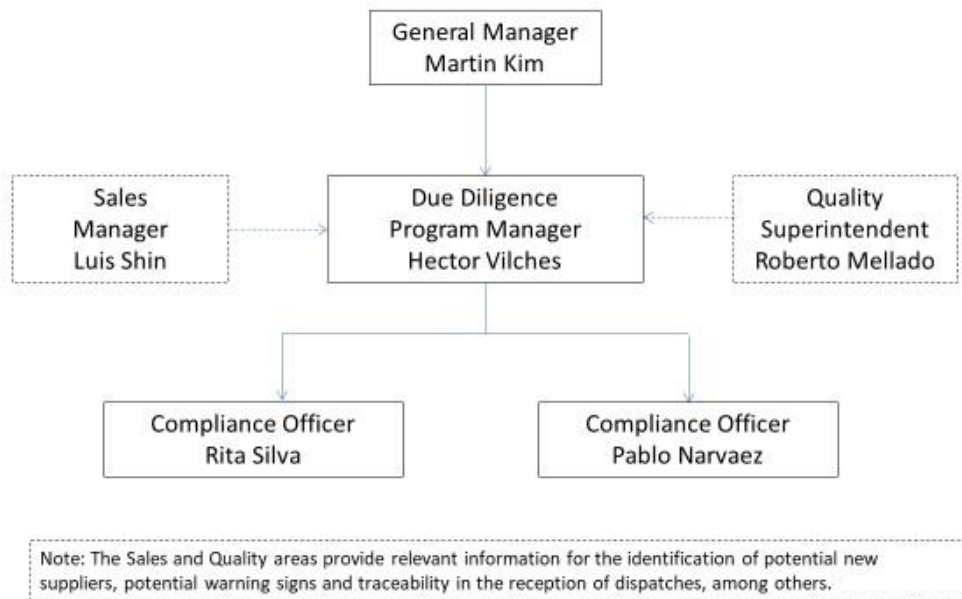 General Manager
Martin Kim
Sales
Manager
Luis Shin
Due Diligence
Program Manager
Hector Vilches
Quality
Superintendent
Roberto Mellado
Compliance Officer
Rita Silva
Compliance Officer
Pablo Narvaez
Note: The Sales and Quality areas provide relevant information for the identification of potential new
suppliers, potential warning signs and traceability in the reception of dispatches, among others.